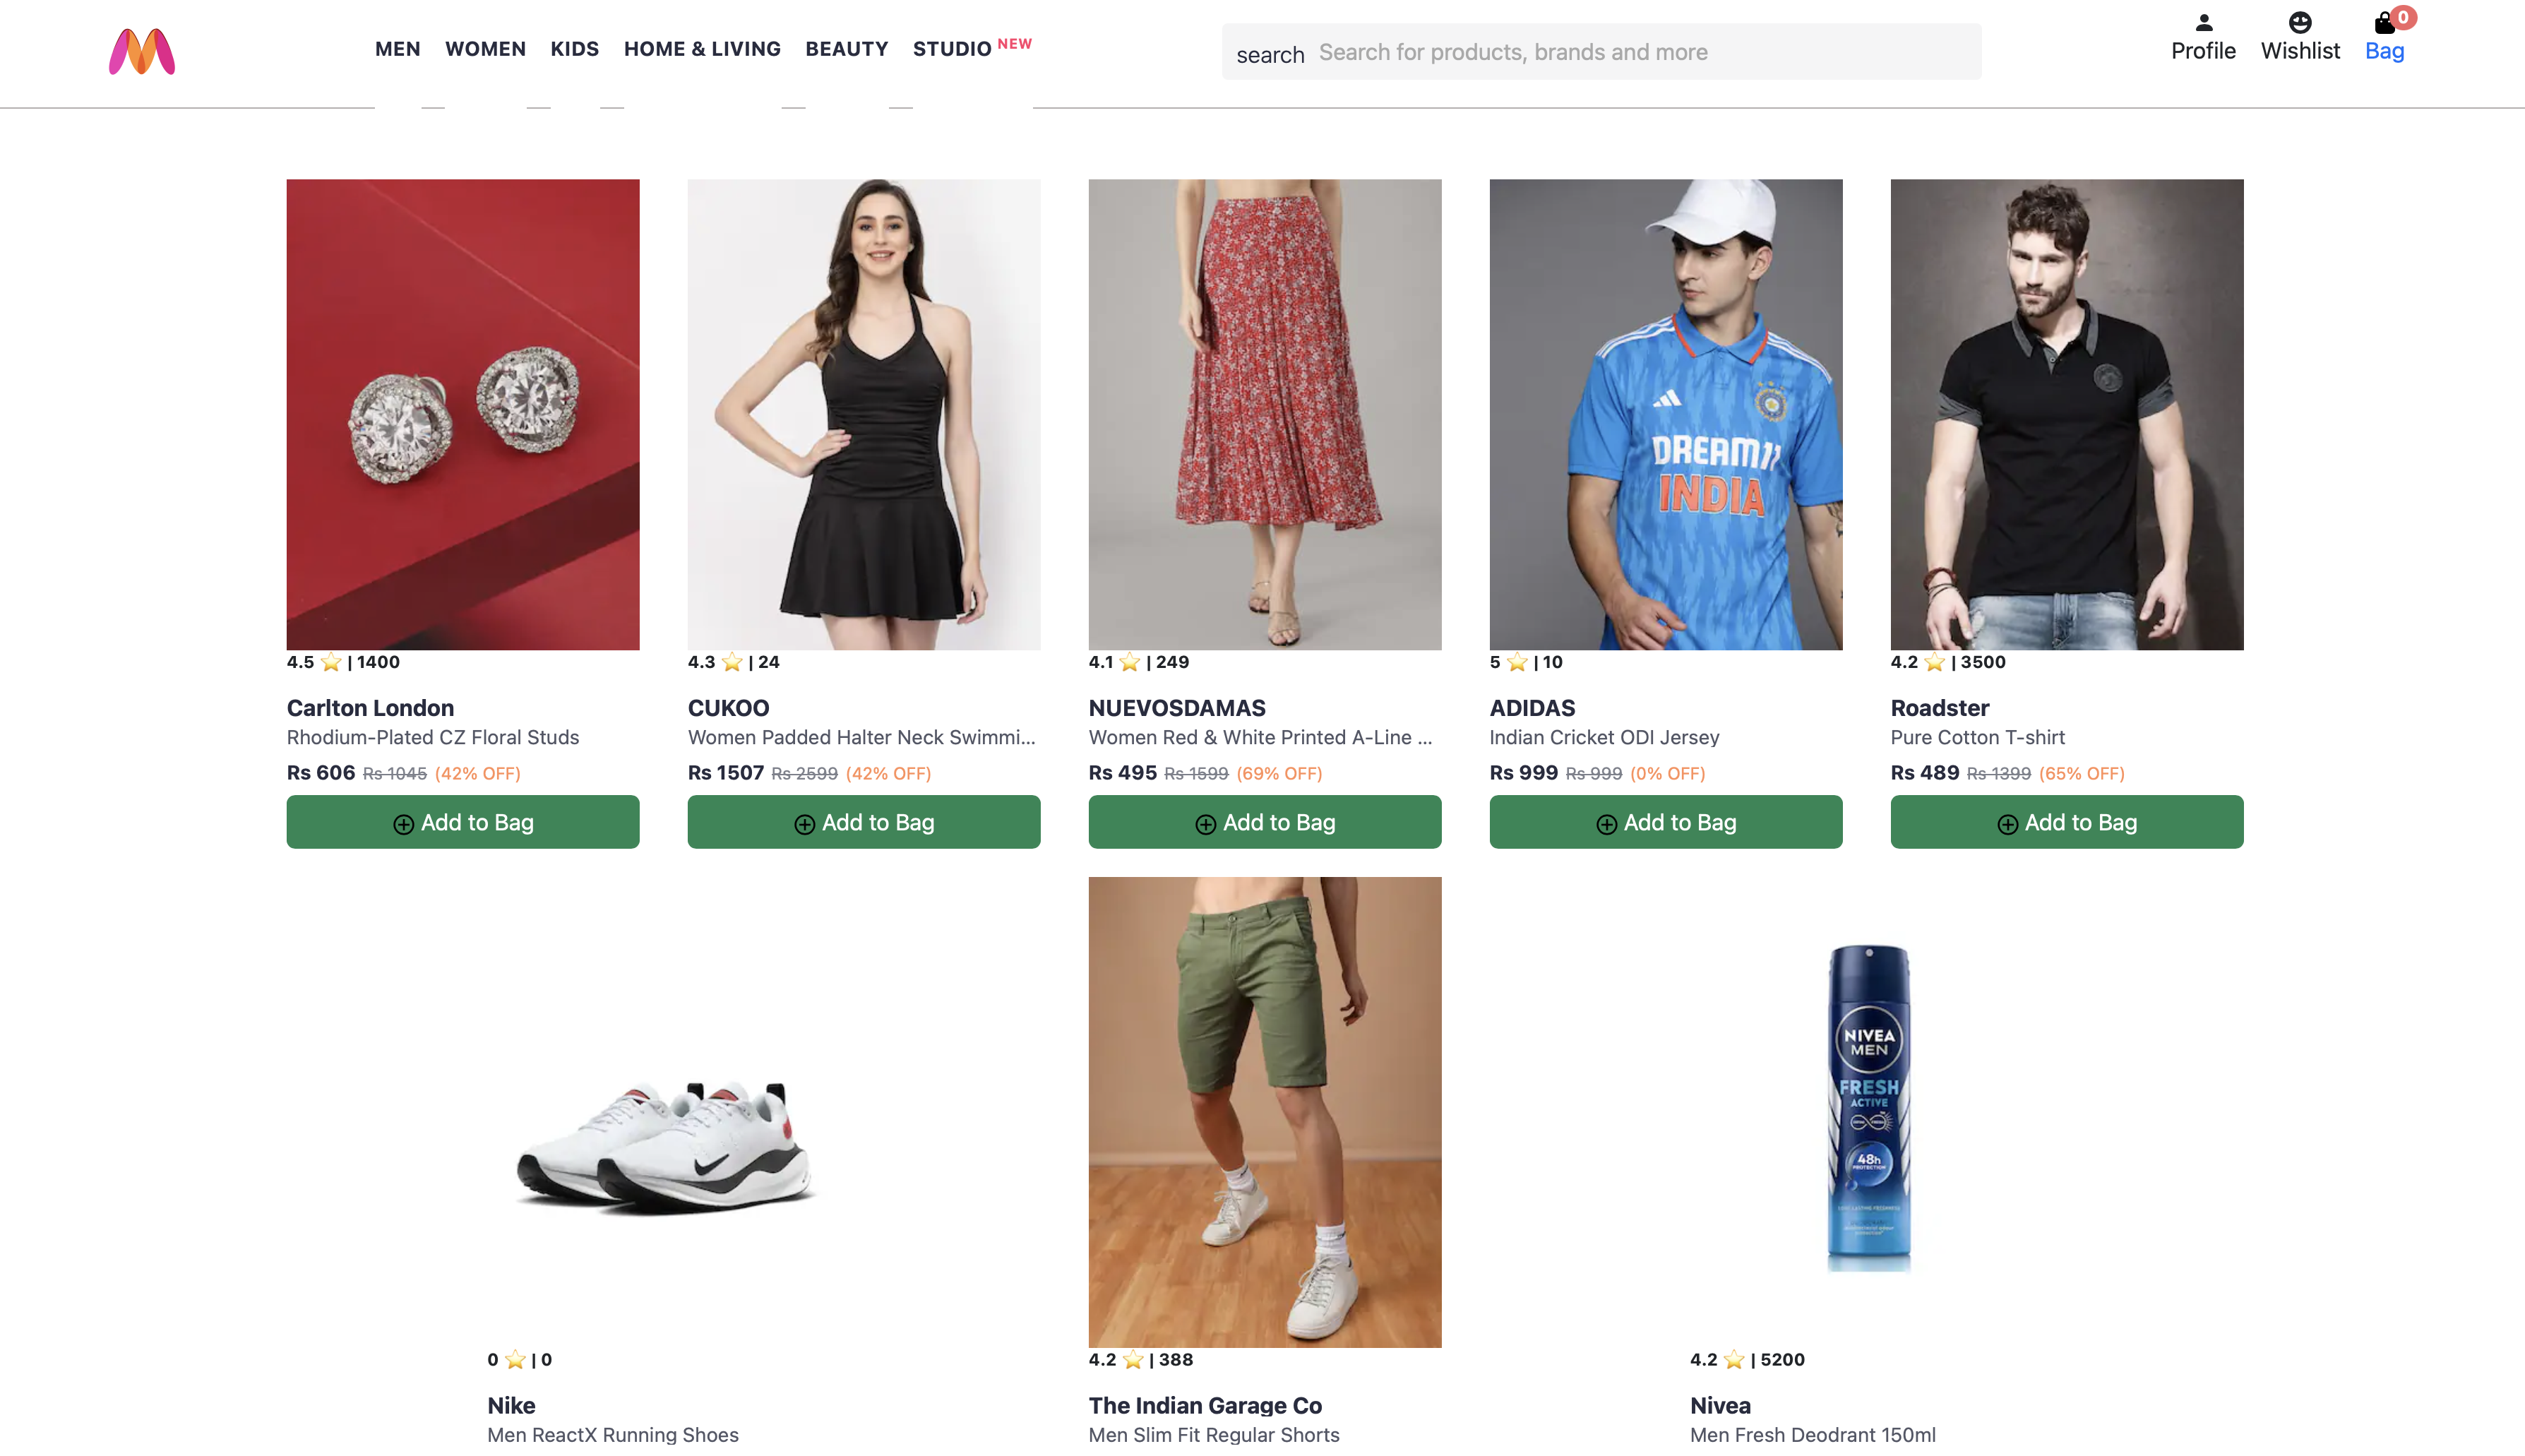 MEN WOMEN KIDS HOME & LIVING BEAUTY STUDIO NEW
search Search for products, brands and more
Profile Wishlist Bag 0
DREAM11
INDIA
4.5 ⭐ | 1400
Carlton London
Rhodium-Plated CZ Floral Studs
Rs 606 Rs 1045 (42% OFF)
Add to Bag
4.3 ⭐ | 24
CUKOO
Women Padded Halter Neck Swimmi...
Rs 1507 Rs 2599 (42% OFF)
Add to Bag
4.1 ⭐ | 249
NUEVOSDAMAS
Women Red & White Printed A-Line ...
Rs 495 Rs 1599 (69% OFF)
Add to Bag
5 ⭐ | 10
ADIDAS
Indian Cricket ODI Jersey
Rs 999 Rs 999 (0% OFF)
Add to Bag
4.2 ⭐ | 3500
Roadster
Pure Cotton T-shirt
Rs 489 Rs 1399 (65% OFF)
Add to Bag
NIVEA
MEN
FRESH
ACTIVE
48h
PROTECTION
0 ⭐ | 0
Nike
Men ReactX Running Shoes
4.2 ⭐ | 388
The Indian Garage Co
Men Slim Fit Regular Shorts
4.2 ⭐ | 5200
Nivea
Men Fresh Deodrant 150ml